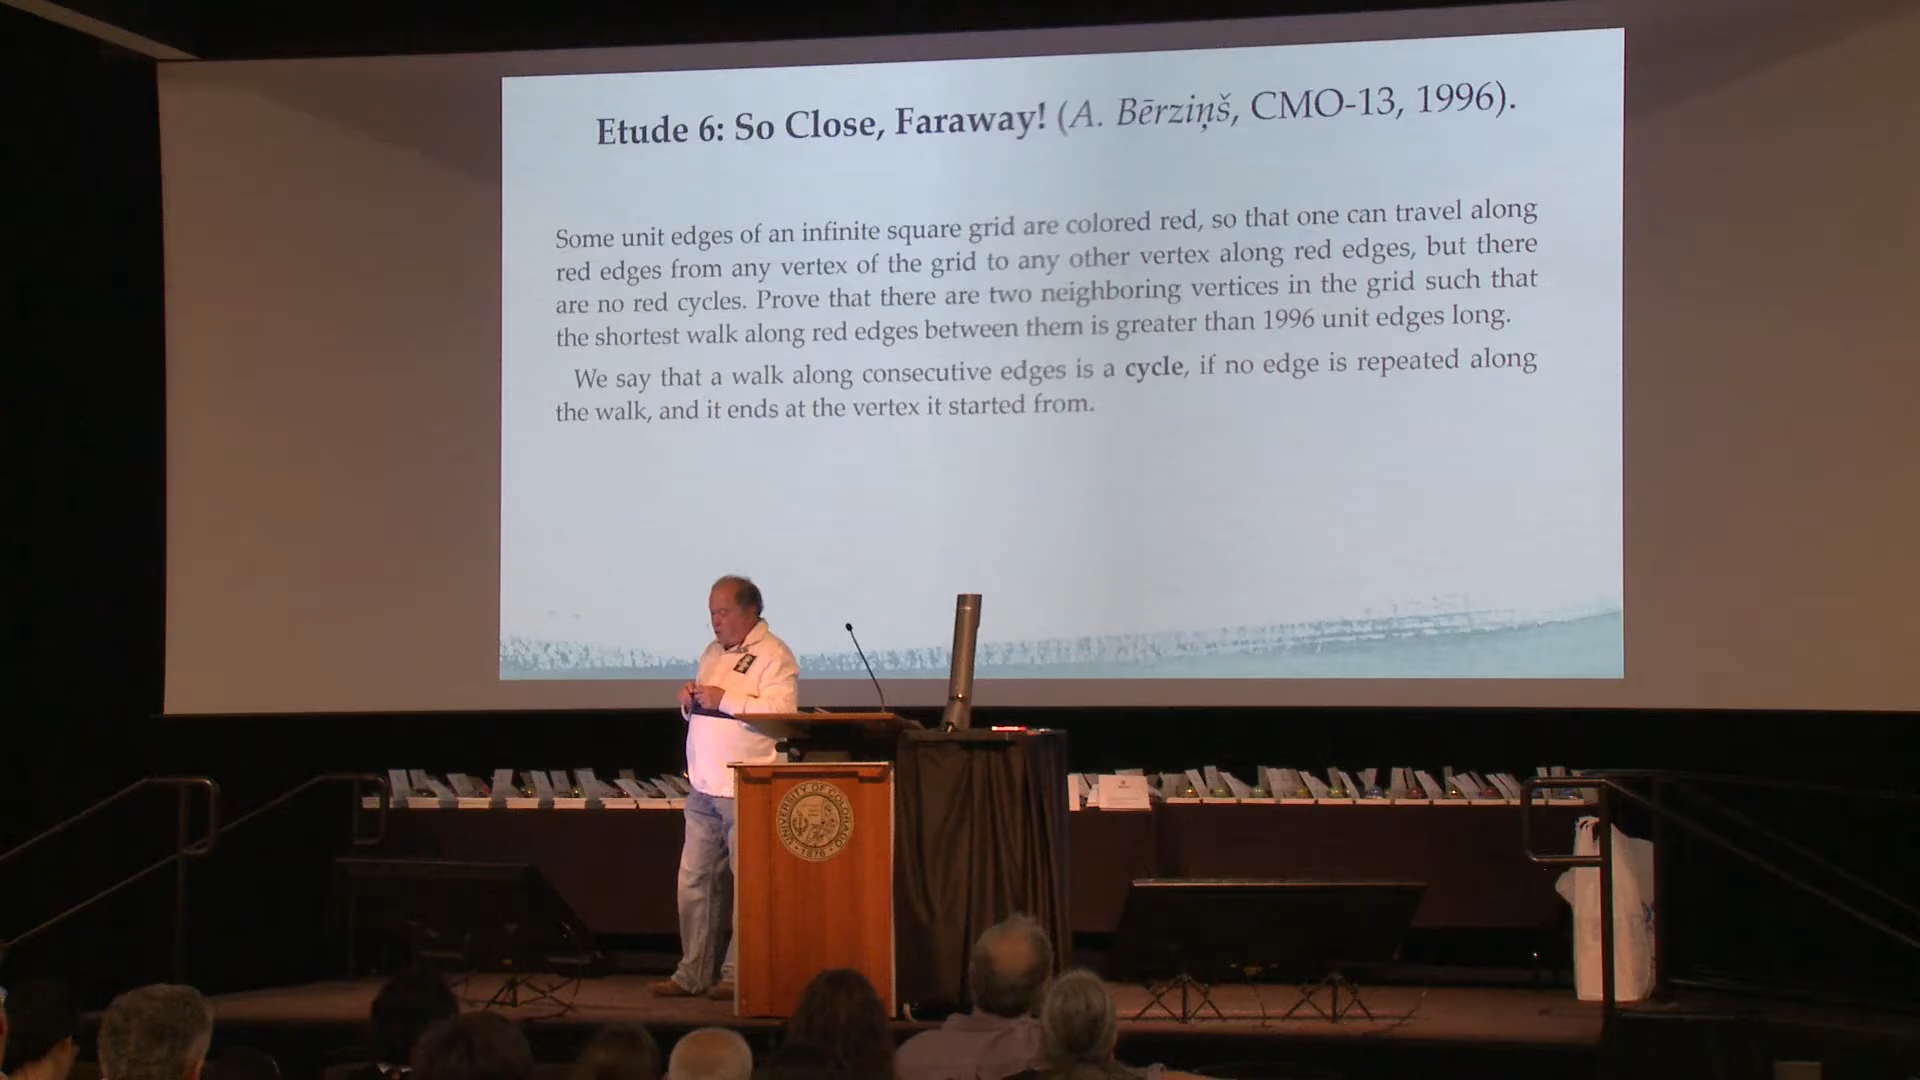 Etude 6: So Close, Faraway! (A. Bērziņš, CMO-13, 1996).
Some unit edges of an infinite square grid are colored red, so that one can travel along
red edges from any vertex of the grid to any other vertex along red edges, but there
are no red cycles. Prove that there are two neighboring vertices in the grid such that
the shortest walk along red edges between them is greater than 1996 unit edges long.
We say that a walk along consecutive edges is a cycle, if no edge is repeated along
the walk, and it ends at the vertex it started from.
UNIVERSITY OF COLORADO
1876